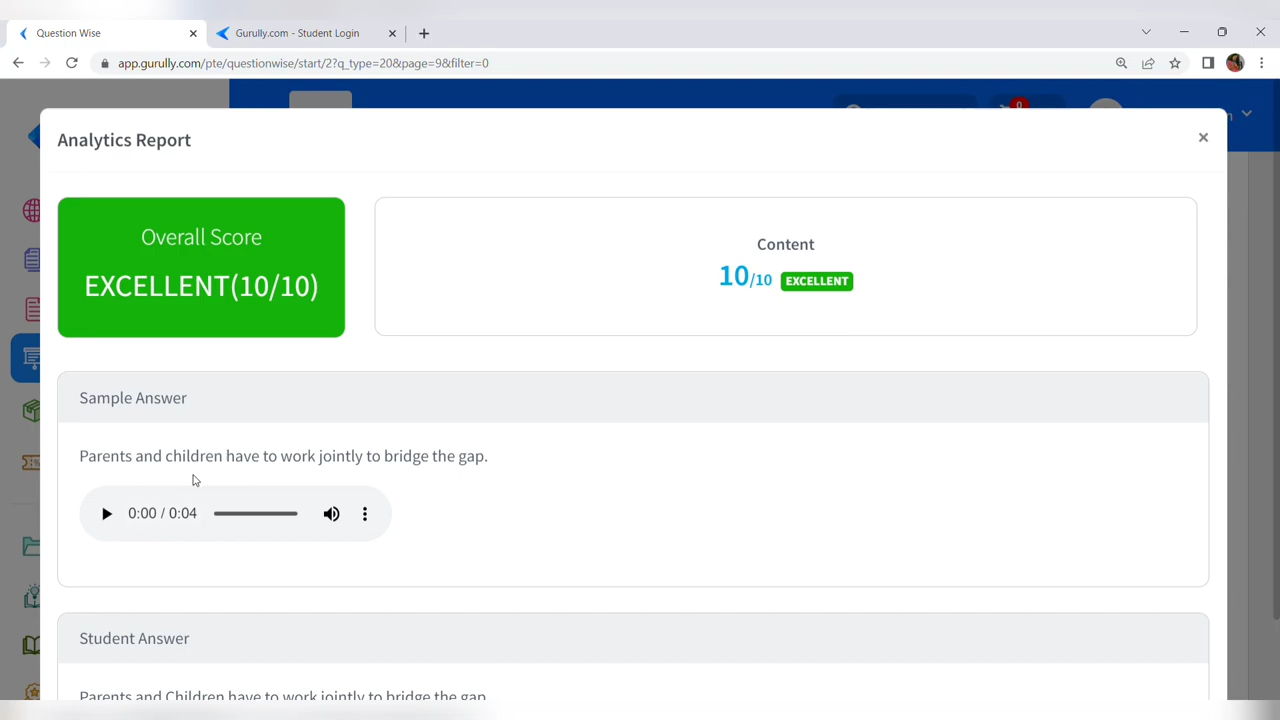 Question Wise
Gurully.com - Student Login
app.gurully.com/pte/questionwise/start/2?q_type=20&page=9&filter=0
0
Analytics Report
Overall Score
EXCELLENT(10/10)
Content
10/10 EXCELLENT
Sample Answer
Parents and children have to work jointly to bridge the gap.
0:00 / 0:04
Student Answer
Parents and Children have to work jointly to bridge the gap